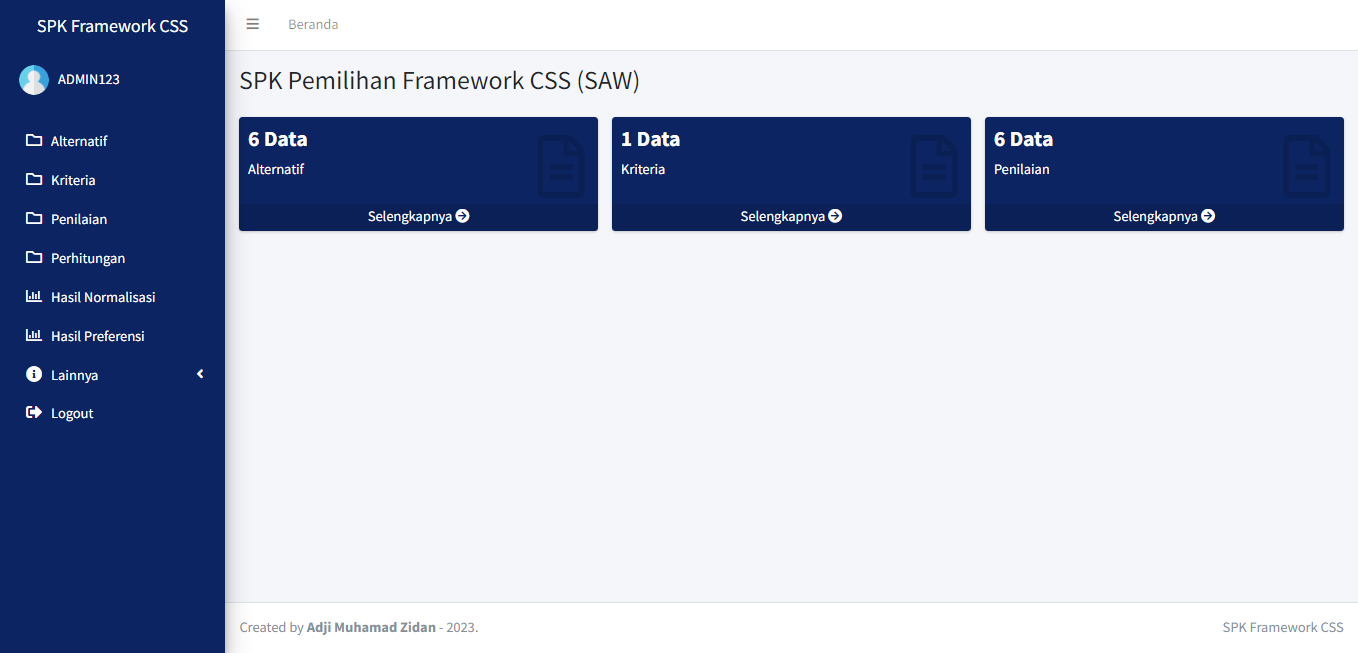 SPK Framework CSS
ADMIN123
Alternatif
Kriteria
Penilaian
Perhitungan
Hasil Normalisasi
Hasil Preferensi
Lainnya
Logout
Beranda
SPK Pemilihan Framework CSS (SAW)
6 Data
Alternatif
Selengkapnya
1 Data
Kriteria
Selengkapnya
6 Data
Penilaian
Selengkapnya
Created by Adji Muhamad Zidan - 2023.
SPK Framework CSS